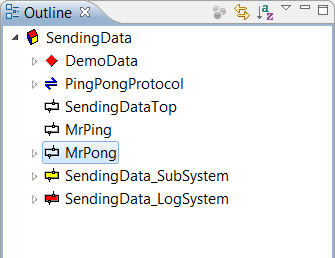 Outline
SendingData
DemoData
PingPongProtocol
SendingDataTop
MrPing
MrPong
SendingData_SubSystem
SendingData_LogSystem